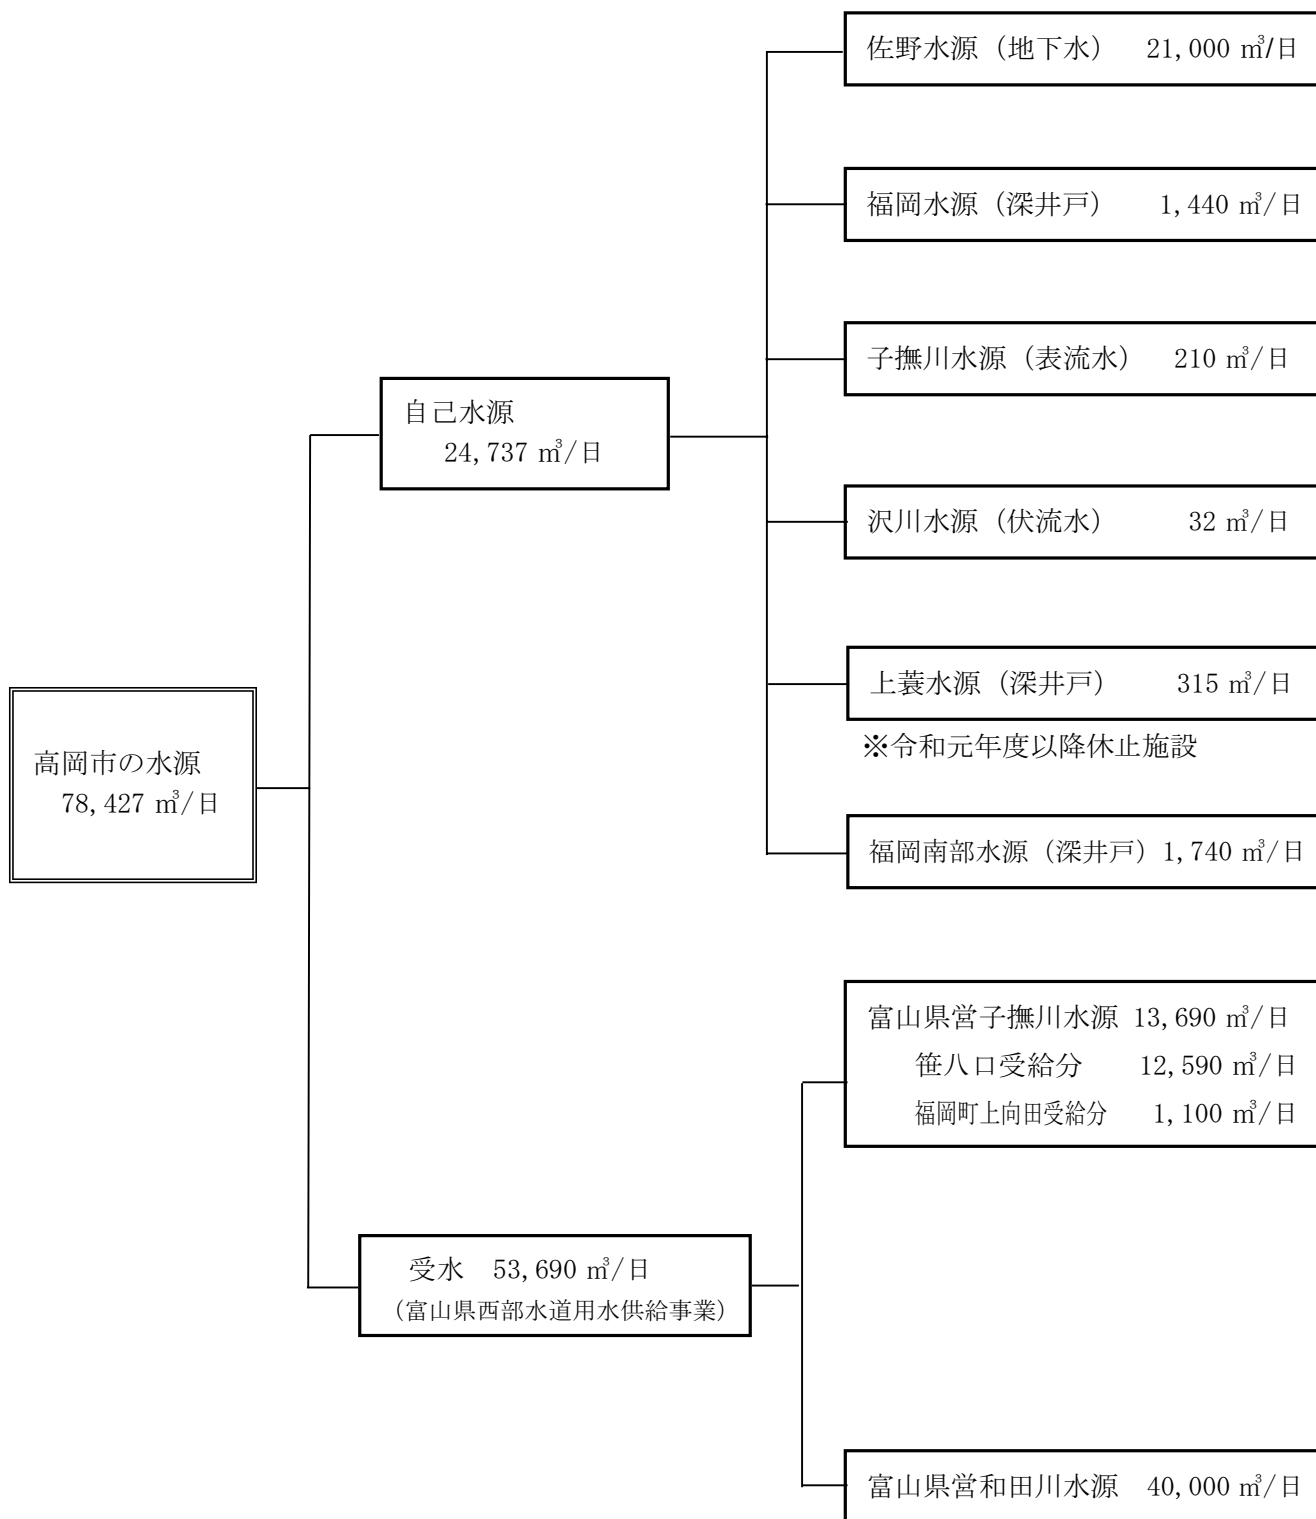 高岡市の水源
78,427 ㎥/日
自己水源
24,737 ㎥/日
佐野水源（地下水） 21,000 ㎥/日
福岡水源（深井戸） 1,440 ㎥/日
子撫川水源（表流水） 210 ㎥/日
沢川水源（伏流水） 32 ㎥/日
上蓑水源（深井戸） 315 ㎥/日
※令和元年度以降休止施設
福岡南部水源（深井戸）1,740 ㎥/日
受水 53,690 ㎥/日
（富山県西部水道用水供給事業）
富山県営子撫川水源 13,690 ㎥/日
笹八口受給分 12,590 ㎥/日
福岡町上向田受給分 1,100 ㎥/日
富山県営和田川水源 40,000 ㎥/日